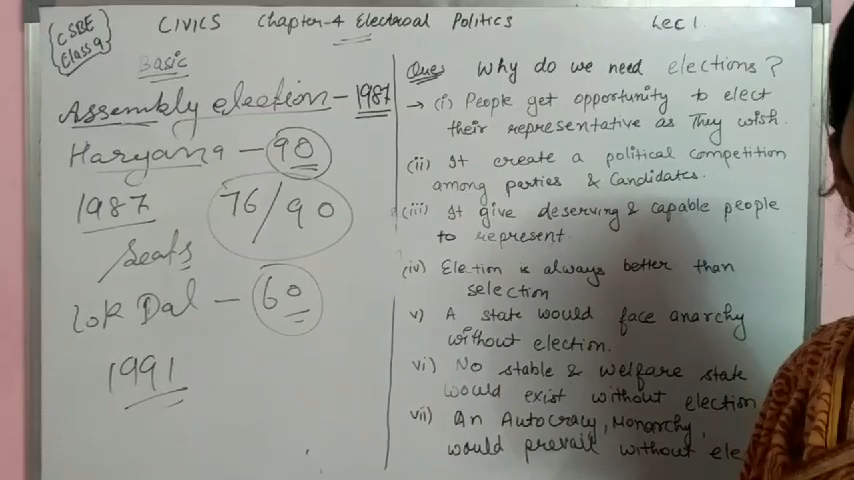 CSBE
Class 9
CIVICS Chapter-4 Electroal Politics Lec 1.
Basic
Assembly election - 1987
Haryana - 90
1987 76/90
Seats
Lok Dal - 60
1991
Ques Why do we need elections?
→ (i) People get opportunity to elect
their representative as They wish.
(ii) It create a political competition
among parties & Candidates.
(iii) It give deserving & capable people
to represent.
(iv) Eletion is always better than
selection
v) A state would face anarchy
without election.
vi) No stable & welfare state
would exist without election
vii) An Autocracy, Monarchy,
would prevail without ele